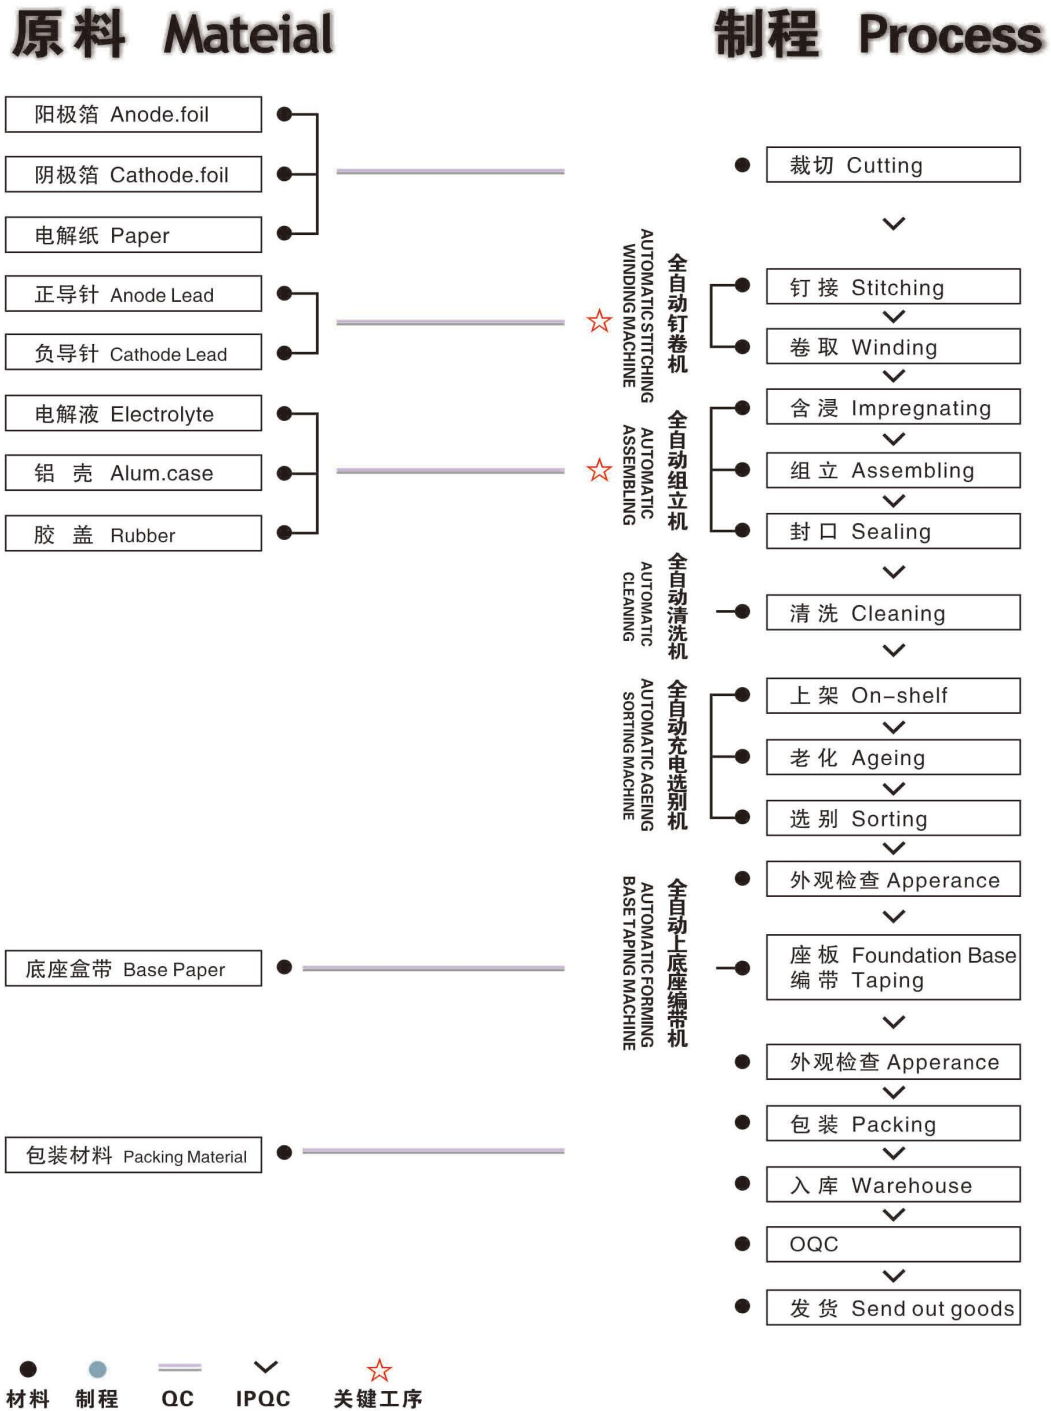 原料 Mateial
阳极箔 Anode.foil
阴极箔 Cathode.foil
电解纸 Paper
正导针 Anode Lead
负导针 Cathode Lead
电解液 Electrolyte
铝 壳 Alum.case
胶 盖 Rubber
底座盒带 Base Paper
包装材料 Packing Material
全自动钉卷机
AUTOMATIC STITCHING
WINDING MACHINE
全自动组立机
AUTOMATIC
ASSEMBLING
全自动清洗机
AUTOMATIC
CLEANING
全自动充电选别机
AUTOMATIC AGEING
SORTING MACHINE
全自动上底座编带机
AUTOMATIC FORMING
BASE TAPING MACHINE
制程 Process
裁切 Cutting
钉 接 Stitching
卷 取 Winding
含 浸 Impregnating
组 立 Assembling
封 口 Sealing
清 洗 Cleaning
上 架 On-shelf
老 化 Ageing
选 别 Sorting
外观检查 Apperance
座 板 Foundation Base
编 带 Taping
外观检查 Apperance
包 装 Packing
入 库 Warehouse
OQC
发 货 Send out goods
材料 制程 QC IPQC 关键工序